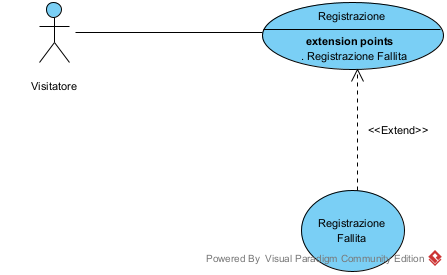 Registrazione
extension points
. Registrazione Fallita
Visitatore
<<Extend>>
Registrazione
Fallita
Powered By Visual Paradigm Community Edition